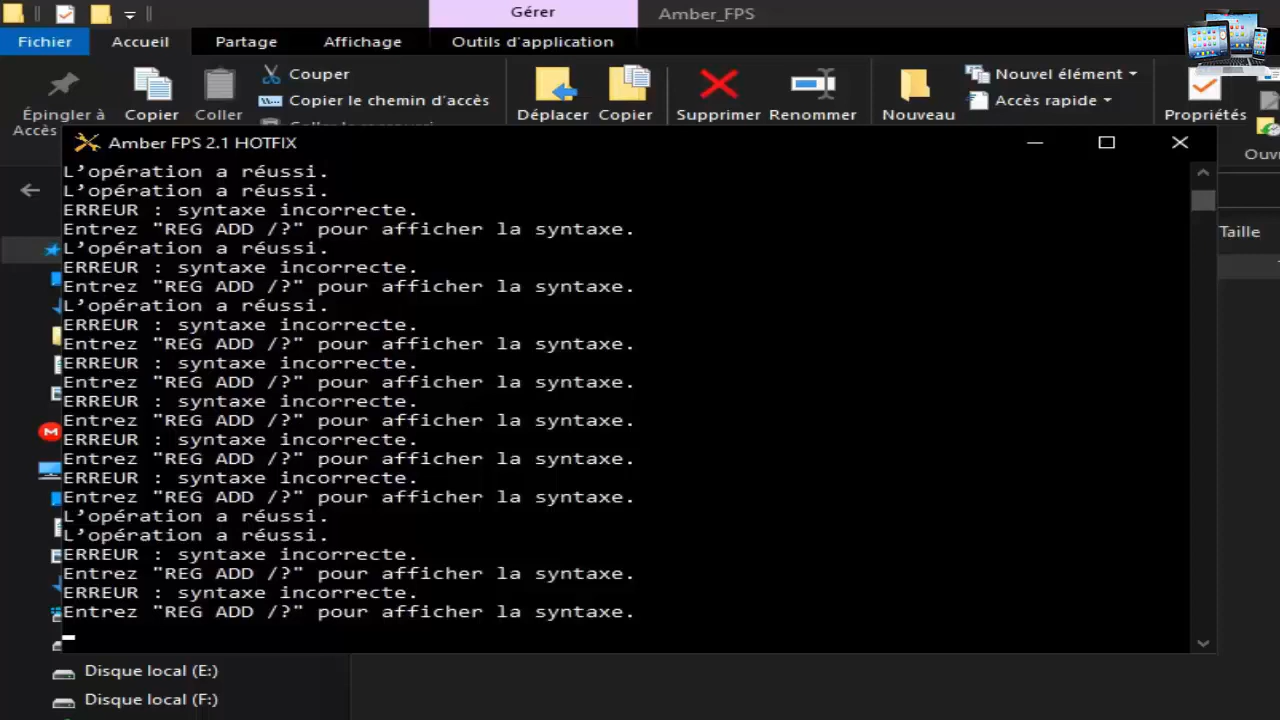 Gérer
Amber_FPS
Fichier
Accueil
Partage
Affichage
Outils d'application
Épingler à
Accès
Copier
Coller
Couper
Copier le chemin d'accès
Déplacer
Copier
Supprimer
Renommer
Nouveau
Nouvel élément
Accès rapide
Propriétés
Amber FPS 2.1 HOTFIX
Taille
L’opération a réussi.
L’opération a réussi.
ERREUR : syntaxe incorrecte.
Entrez "REG ADD /?" pour afficher la syntaxe.
L’opération a réussi.
ERREUR : syntaxe incorrecte.
Entrez "REG ADD /?" pour afficher la syntaxe.
L’opération a réussi.
ERREUR : syntaxe incorrecte.
Entrez "REG ADD /?" pour afficher la syntaxe.
ERREUR : syntaxe incorrecte.
Entrez "REG ADD /?" pour afficher la syntaxe.
ERREUR : syntaxe incorrecte.
Entrez "REG ADD /?" pour afficher la syntaxe.
ERREUR : syntaxe incorrecte.
Entrez "REG ADD /?" pour afficher la syntaxe.
ERREUR : syntaxe incorrecte.
Entrez "REG ADD /?" pour afficher la syntaxe.
L’opération a réussi.
L’opération a réussi.
ERREUR : syntaxe incorrecte.
Entrez "REG ADD /?" pour afficher la syntaxe.
ERREUR : syntaxe incorrecte.
Entrez "REG ADD /?" pour afficher la syntaxe.
Disque local (E:)
Disque local (F:)